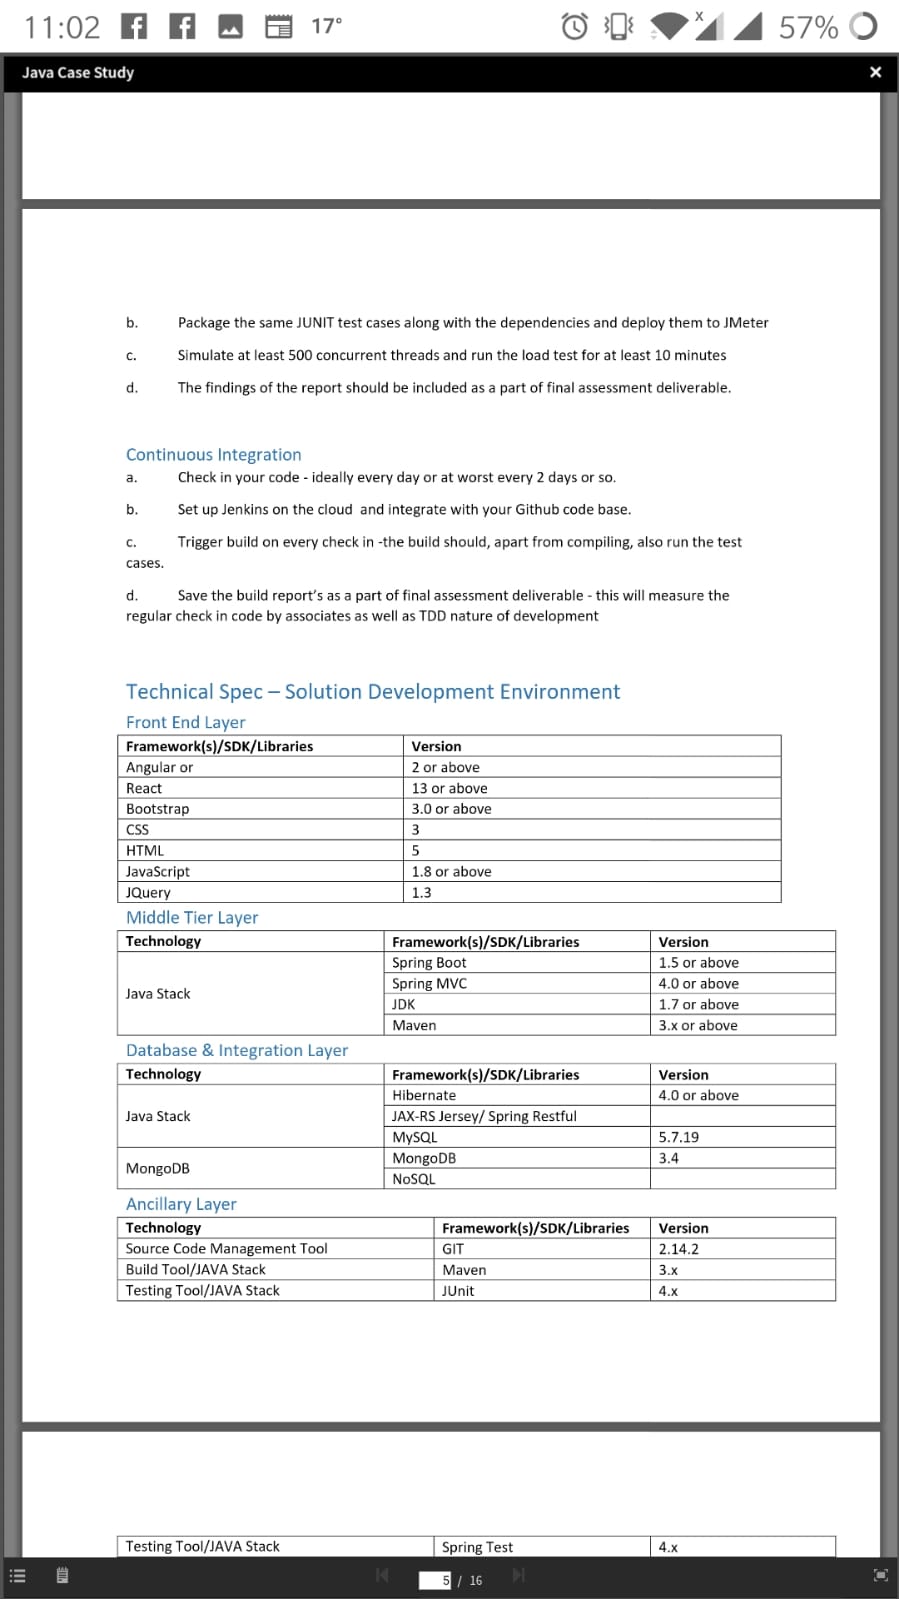 11:02 17° 57%
Java Case Study ×
b. Package the same JUNIT test cases along with the dependencies and deploy them to JMeter
c. Simulate at least 500 concurrent threads and run the load test for at least 10 minutes
d. The findings of the report should be included as a part of final assessment deliverable.
Continuous Integration
a. Check in your code - ideally every day or at worst every 2 days or so.
b. Set up Jenkins on the cloud and integrate with your Github code base.
c. Trigger build on every check in -the build should, apart from compiling, also run the test
cases.
d. Save the build report's as a part of final assessment deliverable - this will measure the
regular check in code by associates as well as TDD nature of development
Technical Spec – Solution Development Environment
Front End Layer
Framework(s)/SDK/Libraries Version
Angular or 2 or above
React 13 or above
Bootstrap 3.0 or above
CSS 3
HTML 5
JavaScript 1.8 or above
JQuery 1.3
Middle Tier Layer
Technology Framework(s)/SDK/Libraries Version
Spring Boot 1.5 or above
Spring MVC 4.0 or above
Java Stack
JDK 1.7 or above
Maven 3.x or above
Database & Integration Layer
Technology Framework(s)/SDK/Libraries Version
Hibernate 4.0 or above
Java Stack JAX-RS Jersey/ Spring Restful
MySQL 5.7.19
MongoDB 3.4
MongoDB
NoSQL
Ancillary Layer
Technology Framework(s)/SDK/Libraries Version
Source Code Management Tool GIT 2.14.2
Build Tool/JAVA Stack Maven 3.x
Testing Tool/JAVA Stack JUnit 4.x
Testing Tool/JAVA Stack Spring Test 4.x
5 / 16